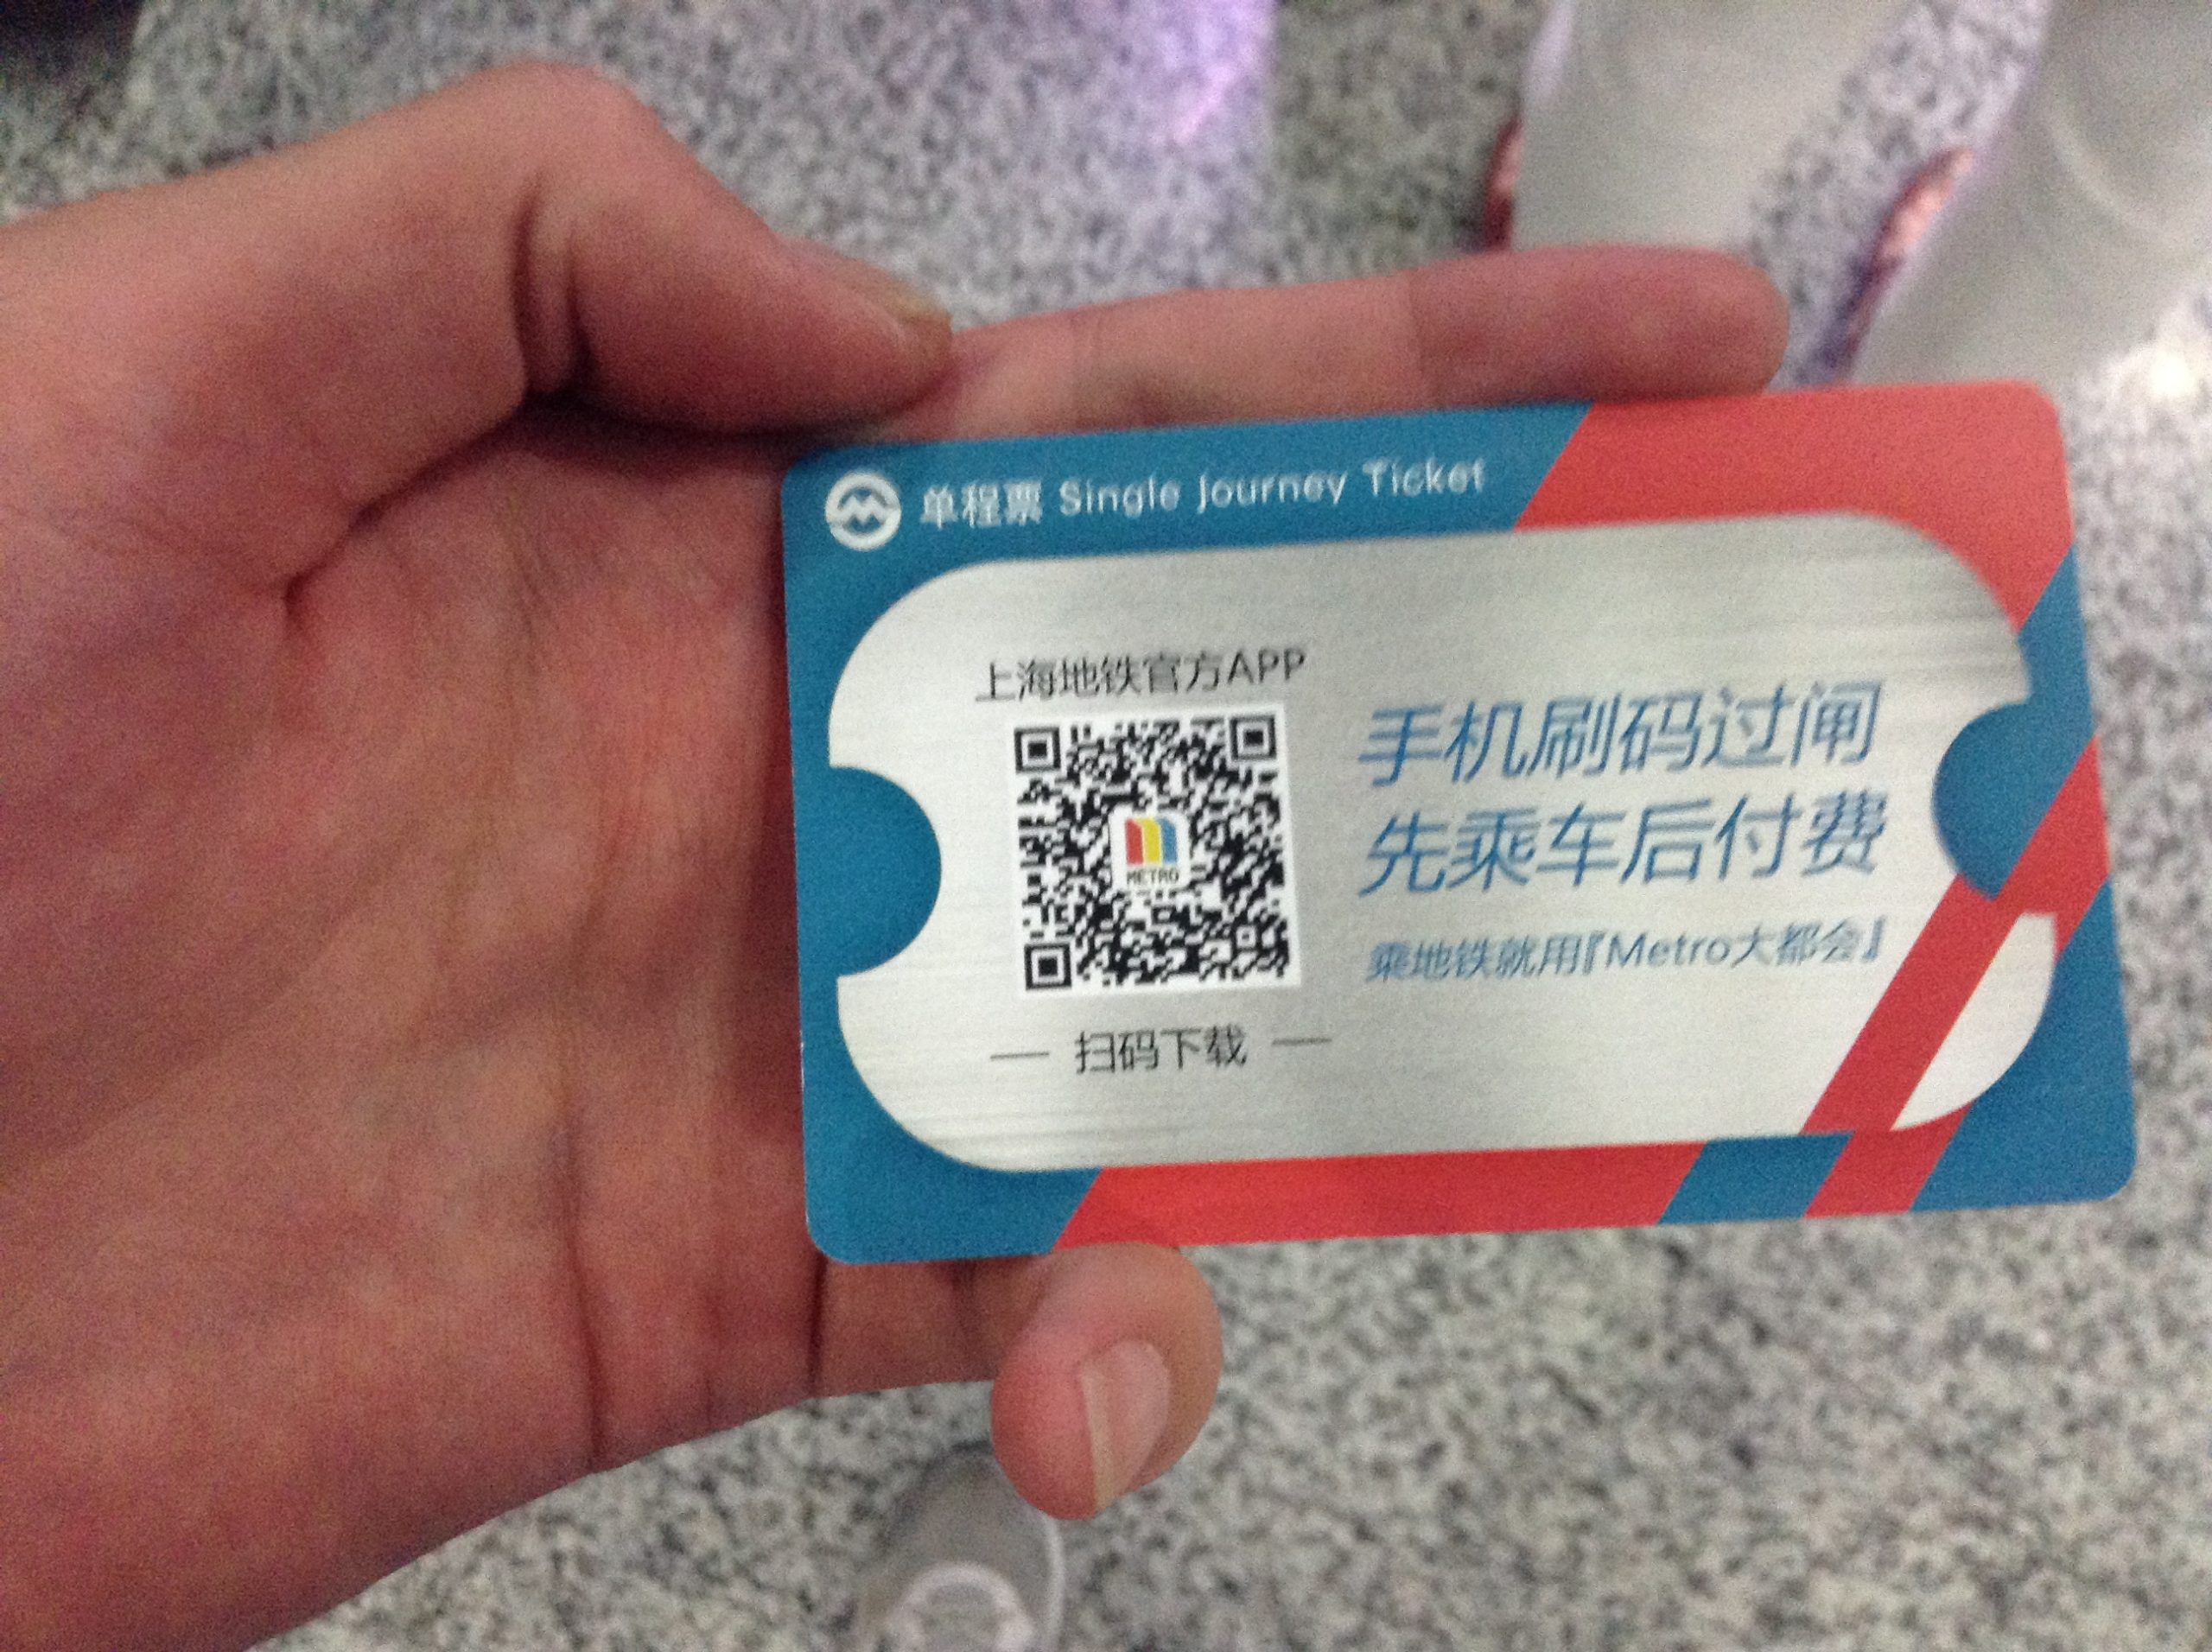 单程票 Single Journey Ticket
上海地铁官方APP
METRO
扫码下载
手机刷码过闸
先乘车后付费
乘地铁就用『Metro大都会』